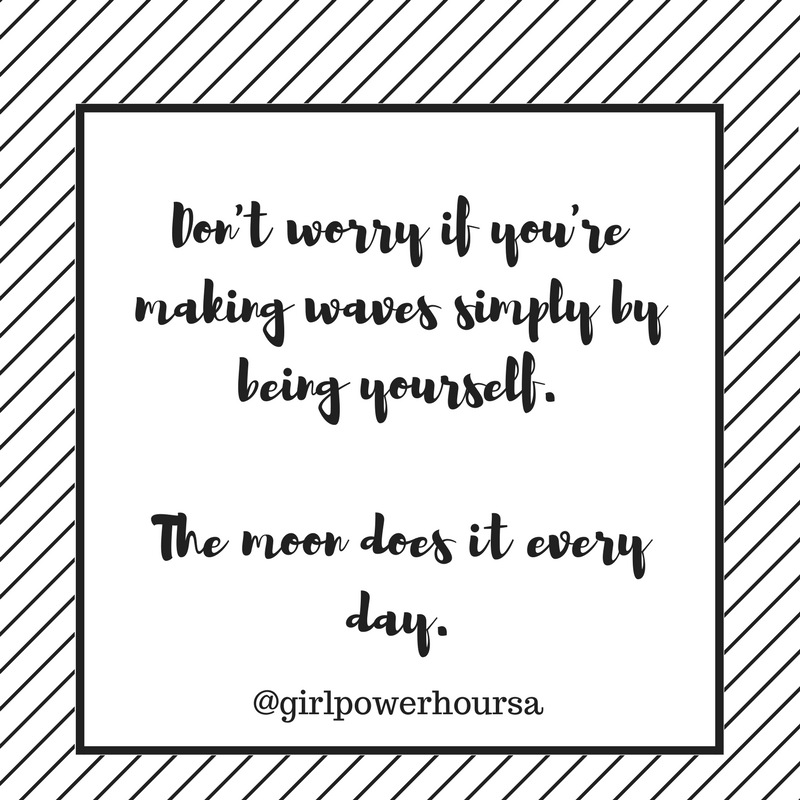 Don't worry if you're
making waves simply by
being yourself.
The moon does it every
day.
@girlpowerhoursa